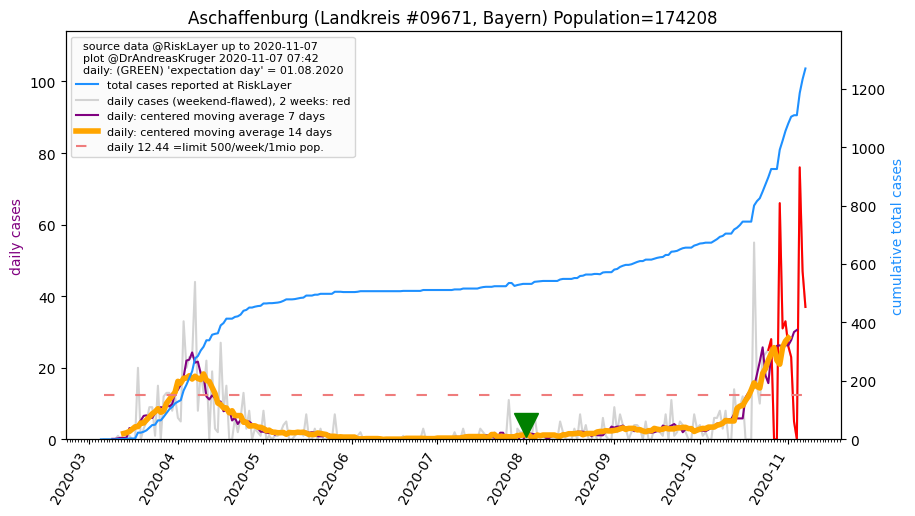 Aschaffenburg (Landkreis #09671, Bayern) Population=174208
source data @RiskLayer up to 2020-11-07
plot @DrAndreasKruger 2020-11-07 07:42
daily: (GREEN) 'expectation day' = 01.08.2020
total cases reported at RiskLayer
daily cases (weekend-flawed), 2 weeks: red
daily: centered moving average 7 days
daily: centered moving average 14 days
daily 12.44 =limit 500/week/1mio pop.
daily cases
100
80
60
40
20
0
cumulative total cases
1200
1000
800
600
400
200
0
2020-03
2020-04
2020-05
2020-06
2020-07
2020-08
2020-09
2020-10
2020-11